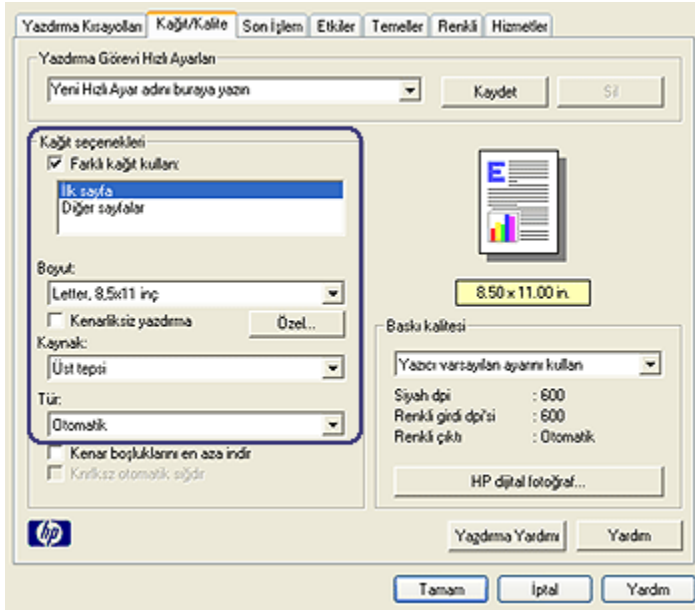 Yazdırma Kısayolları Kağıt/Kalite Son İşlem Etkiler Temeller Renkli Hizmetler
Yazdırma Görevi Hızlı Ayarları
Yeni Hızlı Ayar adını buraya yazın
Kaydet
Sil
Kağıt seçenekleri
Farklı kağıt kullan:
İlk sayfa
Diğer sayfalar
Boyut:
Letter, 8,5x11 inç
Kenarlıksız yazdırma
Özel...
Kaynak:
Üst tepsi
Tür:
Otomatik
Kenar boşluklarını en aza indir
otomatik sığdır
E
8.50 x 11.00 in.
Baskı kalitesi
Yazıcı varsayılan ayarını kullan
Siyah dpi : 600
Renkli girdi dpi'si : 600
Renkli çıktı : Otomatik
HP dijital fotoğraf...
hp
Yazdırma Yardımı
Yardım
Tamam
İptal
Yardım